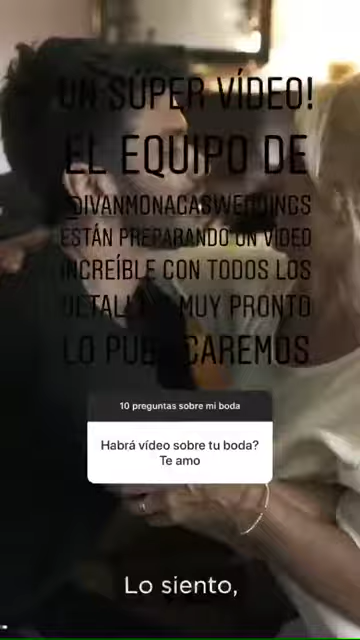 UN SÚPER VÍDEO!
EL EQUIPO DE
@IVANMONAGASWEDDINGS
ESTÁN PREPARANDO UN VÍDEO
INCREÍBLE CON TODOS LOS
MUY PRONTO
LO
10 preguntas sobre mi boda
Habrá vídeo sobre tu boda?
Te amo
Lo siento,